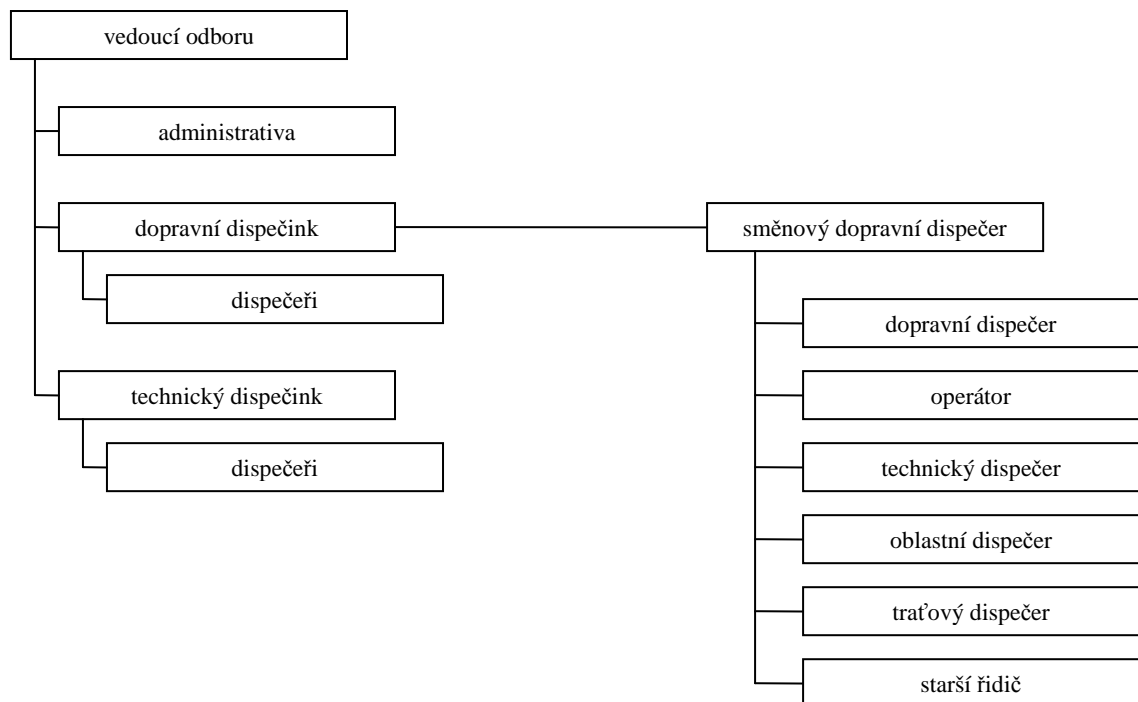 vedoucí odboru
administrativa
dopravní dispečink
směnový dopravní dispečer
dispečeři
dopravní dispečer
technický dispečink
operátor
dispečeři
technický dispečer
oblastní dispečer
traťový dispečer
starší řidič